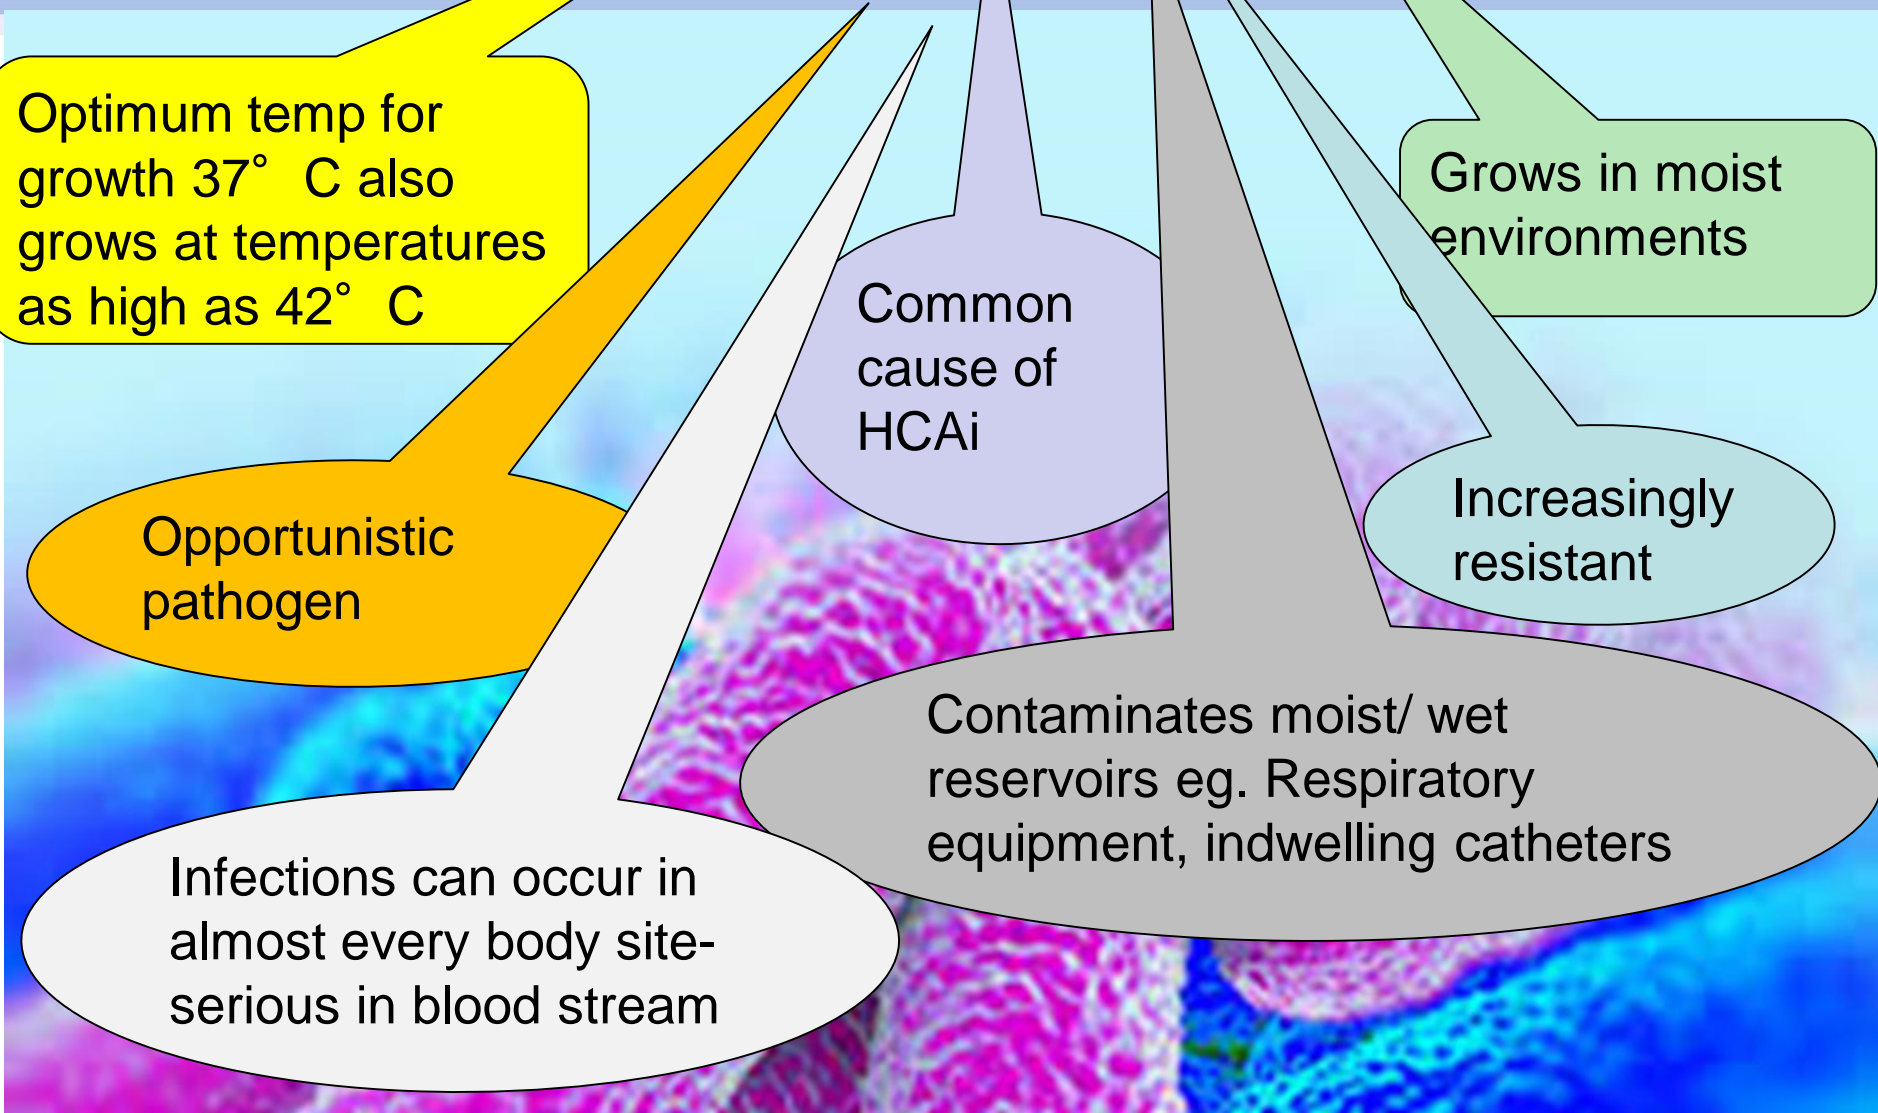 Optimum temp for
growth 37° C also
grows at temperatures
as high as 42° C
Grows in moist
environments
Common
cause of
HCAi
Opportunistic
pathogen
Increasingly
resistant
Contaminates moist/ wet
reservoirs eg. Respiratory
equipment, indwelling catheters
Infections can occur in
almost every body site-
serious in blood stream